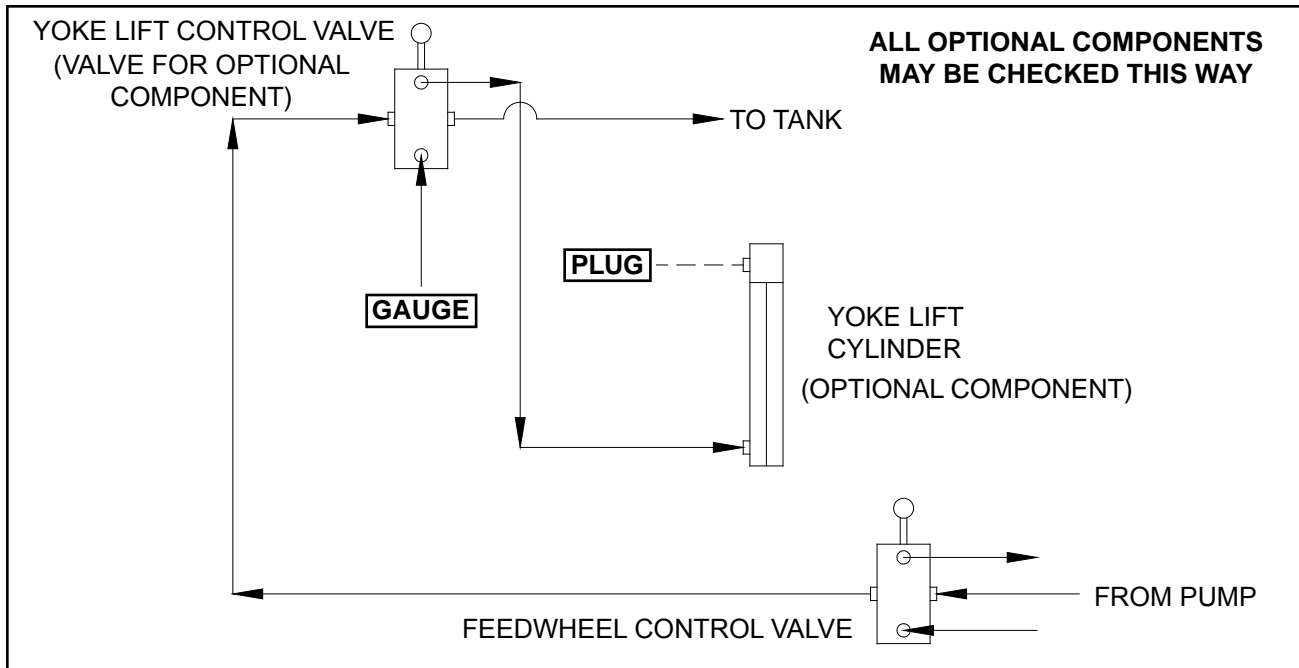 YOKE LIFT CONTROL VALVE
(VALVE FOR OPTIONAL
COMPONENT)
ALL OPTIONAL COMPONENTS
MAY BE CHECKED THIS WAY
TO TANK
PLUG
GAUGE
YOKE LIFT
CYLINDER
(OPTIONAL COMPONENT)
FROM PUMP
FEEDWHEEL CONTROL VALVE